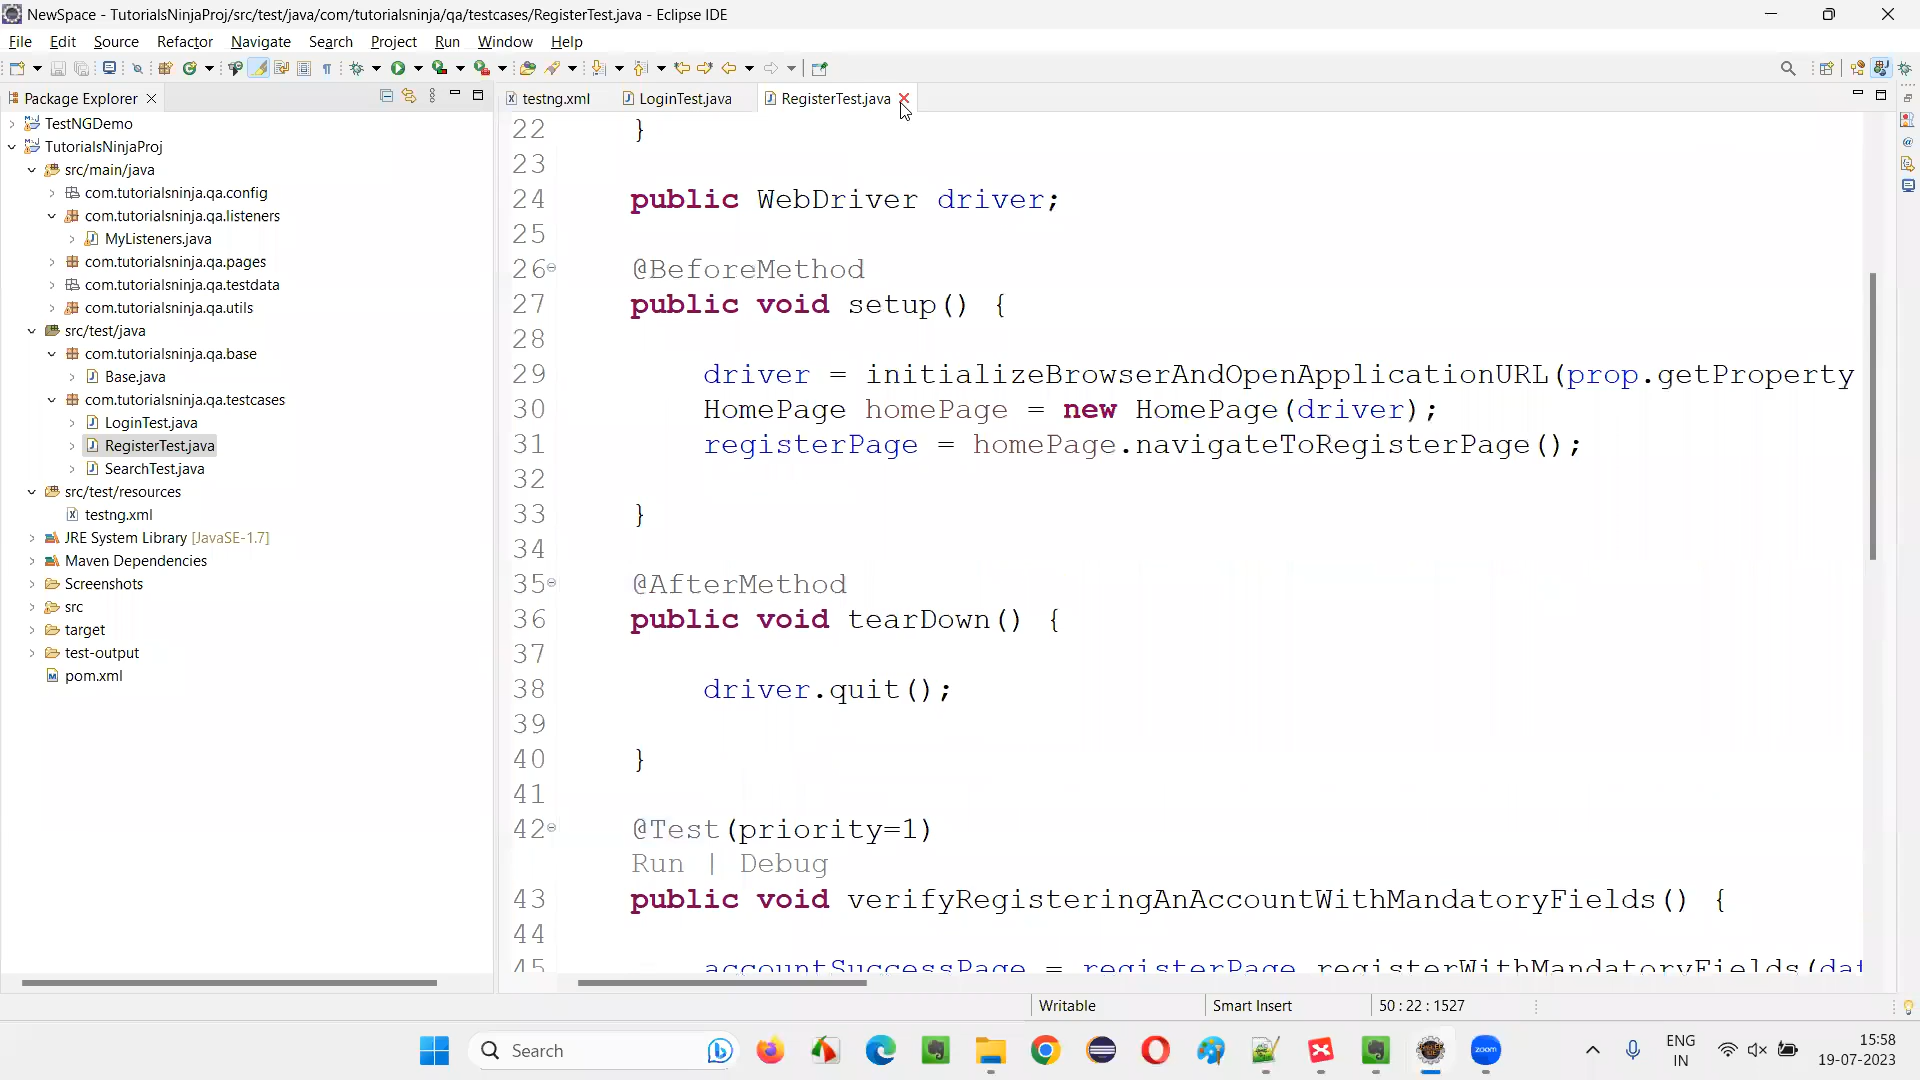 NewSpace - TutorialsNinjaProj/src/test/java/com/tutorialsninja/qa/testcases/RegisterTest.java - Eclipse IDE
File Edit Source Refactor Navigate Search Project Run Window Help
Package Explorer
testng.xml LoginTest.java RegisterTest.java
TestNGDemo
TutorialsNinjaProj
src/main/java
com.tutorialsninja.qa.config
com.tutorialsninja.qa.listeners
MyListeners.java
com.tutorialsninja.qa.pages
com.tutorialsninja.qa.testdata
com.tutorialsninja.qa.utils
src/test/java
com.tutorialsninja.qa.base
Base.java
com.tutorialsninja.qa.testcases
LoginTest.java
RegisterTest.java
SearchTest.java
src/test/resources
testng.xml
JRE System Library [JavaSE-1.7]
Maven Dependencies
Screenshots
src
target
test-output
pom.xml
22 }
23
24 public WebDriver driver;
25
26 @BeforeMethod
27 public void setup() {
28
29 driver = initializeBrowserAndOpenApplicationURL(prop.getProperty
30 HomePage homePage = new HomePage(driver);
31 registerPage = homePage.navigateToRegisterPage();
32
33 }
34
35 @AfterMethod
36 public void tearDown() {
37
38 driver.quit();
39
40 }
41
42 @Test(priority=1)
Run | Debug
43 public void verifyRegisteringAnAccountWithMandatoryFields() {
44
45 accountSuccessPage = registerPage.registerWithMandatoryFields(dat
Writable Smart Insert 50 : 22 : 1527
Search
zoom
ENG
IN
15:58
19-07-2023